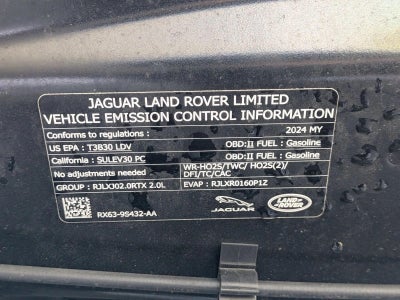 JAGUAR LAND ROVER LIMITED
VEHICLE EMISSION CONTROL INFORMATION
Conforms to regulations : 2024 MY
US EPA : T3B30 LDV OBD:II FUEL : Gasoline
California : SULEV30 PC OBD:II FUEL : Gasoline
No adjustments needed WR-HO2S/TWC/ HO2S(2)/
DFI/TC/CAC
GROUP : RJLXJ02.0RTX 2.0L EVAP : RJLXR0160P1Z
RX63-9S432-AA JAGUAR LAND ROVER